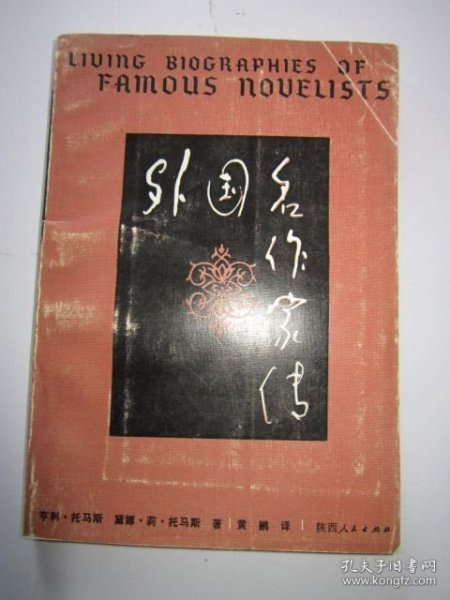 LIVING BIOGRAPHIES OF
FAMOUS NOVELISTS
外国名作家传
亨利·托马斯 黛娜·莉·托马斯 著 黄鹂 译 陕西人民出版社
孔夫子旧书网
www.kongfz.com